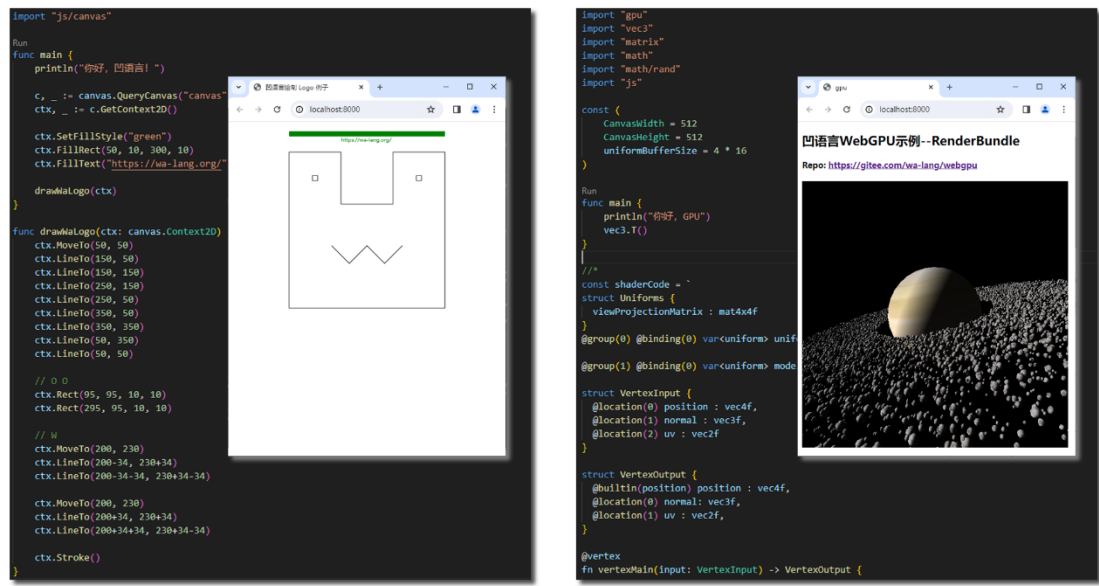 import "js/canvas"
Run
func main {
println("你好，凹语言！")
c, _ := canvas.QueryCanvas("canvas"
ctx, _ := c.GetContext2D()
ctx.SetFillStyle("green")
ctx.FillRect(50, 10, 300, 10)
ctx.FillText("https://wa-lang.org/"
drawWaLogo(ctx)
}
func drawWaLogo(ctx: canvas.Context2D)
ctx.MoveTo(50, 50)
ctx.LineTo(150, 50)
ctx.LineTo(150, 150)
ctx.LineTo(250, 150)
ctx.LineTo(250, 50)
ctx.LineTo(350, 50)
ctx.LineTo(350, 350)
ctx.LineTo(50, 350)
ctx.LineTo(50, 50)
// O O
ctx.Rect(95, 95, 10, 10)
ctx.Rect(295, 95, 10, 10)
// W
ctx.MoveTo(200, 230)
ctx.LineTo(200-34, 230+34)
ctx.LineTo(200-34-34, 230+34-34)
ctx.MoveTo(200, 230)
ctx.LineTo(200+34, 230+34)
ctx.LineTo(200+34+34, 230+34-34)
ctx.Stroke()
}
凹语言绘制 Logo 例子
localhost:8000
https://wa-lang.org/
import "gpu"
import "vec3"
import "matrix"
import "math"
import "math/rand"
import "js"
const (
CanvasWidth = 512
CanvasHeight = 512
uniformBufferSize = 4 * 16
)
Run
func main {
println("你好，GPU")
vec3.T()
}
//*
const shaderCode = `
struct Uniforms {
viewProjectionMatrix : mat4x4f
}
@group(0) @binding(0) var<uniform> unif
@group(1) @binding(0) var<uniform> mode
struct VertexInput {
@location(0) position : vec4f,
@location(1) normal : vec3f,
@location(2) uv : vec2f
}
struct VertexOutput {
@builtin(position) position : vec4f,
@location(0) normal: vec3f,
@location(1) uv : vec2f,
}
@vertex
fn vertexMain(input: VertexInput) -> VertexOutput {
gpu
localhost:8000
凹语言WebGPU示例--RenderBundle
Repo: https://gitee.com/wa-lang/webgpu